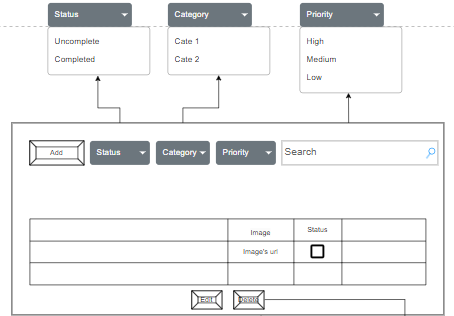 Status
Category
Priority
Uncomplete
Completed
Cate 1
Cate 2
High
Medium
Low
Add
Status
Category
Priority
Search
Image
Status
Image's url
Edit
Delete